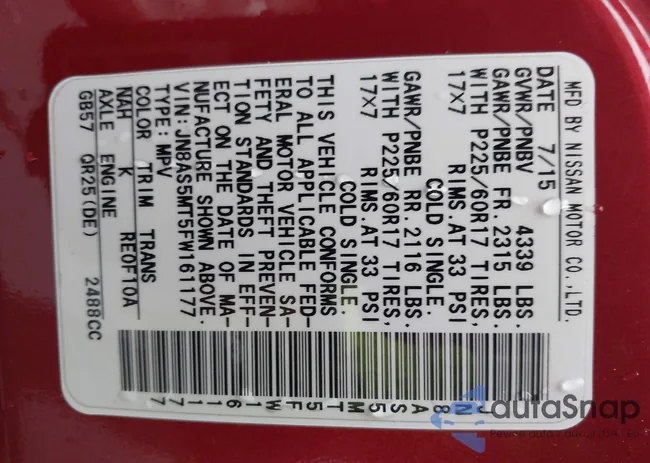 MFD BY NISSAN MOTOR CO.,LTD.
DATE 7/15
GVWR/PNBV 4339 LBS.
GAWR/PNBE FR. 2315 LBS.
WITH P225/60R17 TIRES,
17X7 RIMS.AT 33 PSI
COLD SINGLE.
GAWR/PNBE RR. 2116 LBS.
WITH P225/60R17 TIRES,
17X7 RIMS.AT 33 PSI
COLD SINGLE.
THIS VEHICLE CONFORMS
TO ALL APPLICABLE FED-
ERAL MOTOR VEHICLE SA-
FETY AND THEFT PREVEN-
TION STANDARDS IN EFF-
ECT ON THE DATE OF MA-
NUFACTURE SHOWN ABOVE.
VIN:JN8AS5MT5FW161177
TYPE:MPV
COLOR TRIM TRANS
NAH K RE0F10A
AXLE ENGINE
GB57 QR25(DE) 2488CC
JN8AS5MT5FW161177
autoSnap